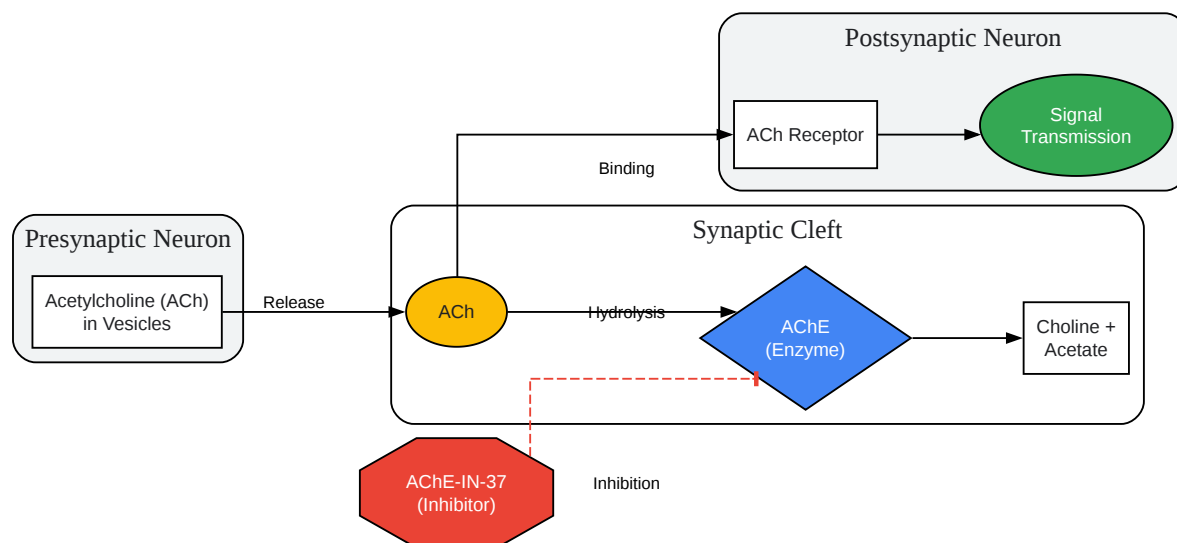 Postsynaptic Neuron
ACh Receptor
Signal
Transmission
Binding
Presynaptic Neuron
Acetylcholine (ACh)
in Vesicles
Release
Synaptic Cleft
ACh
Hydrolysis
AChE
(Enzyme)
Choline +
Acetate
AChE-IN-37
(Inhibitor)
Inhibition